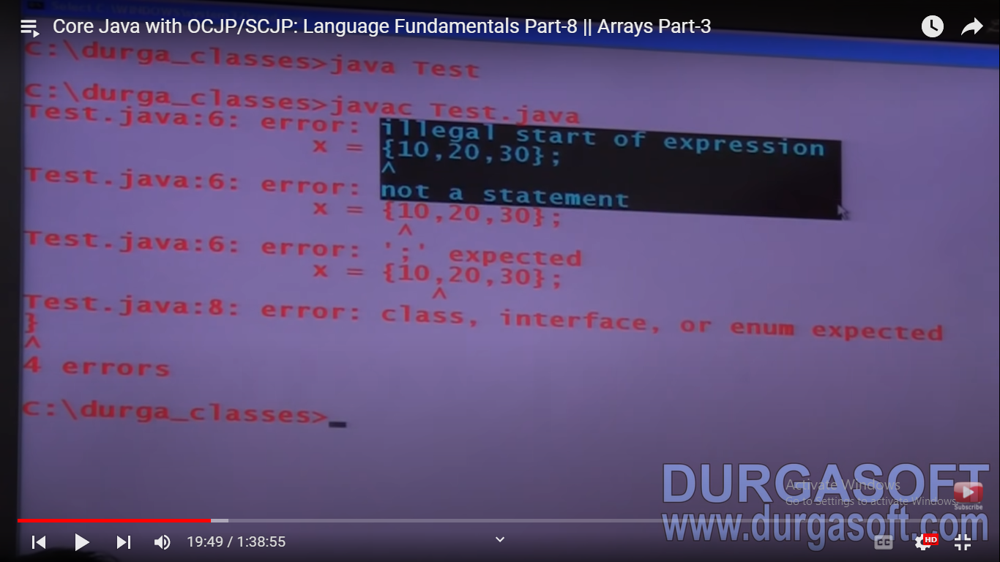 Core Java with OCJP/SCJP: Language Fundamentals Part-8 || Arrays Part-3
C:\durga_classes>java Test
C:\durga_classes>javac Test.java
Test.java:6: error: illegal start of expression
x = {10,20,30};
^
Test.java:6: error: not a statement
x = {10,20,30};
^
Test.java:6: error: ';' expected
x = {10,20,30};
^
Test.java:8: error: class, interface, or enum expected
}
^
4 errors
C:\durga_classes>_
DURGASOFT
Activate Windows
Go to Settings to activate Windows.
Subscribe
www.durgasoft.com
19:49 / 1:38:55
CC
HD